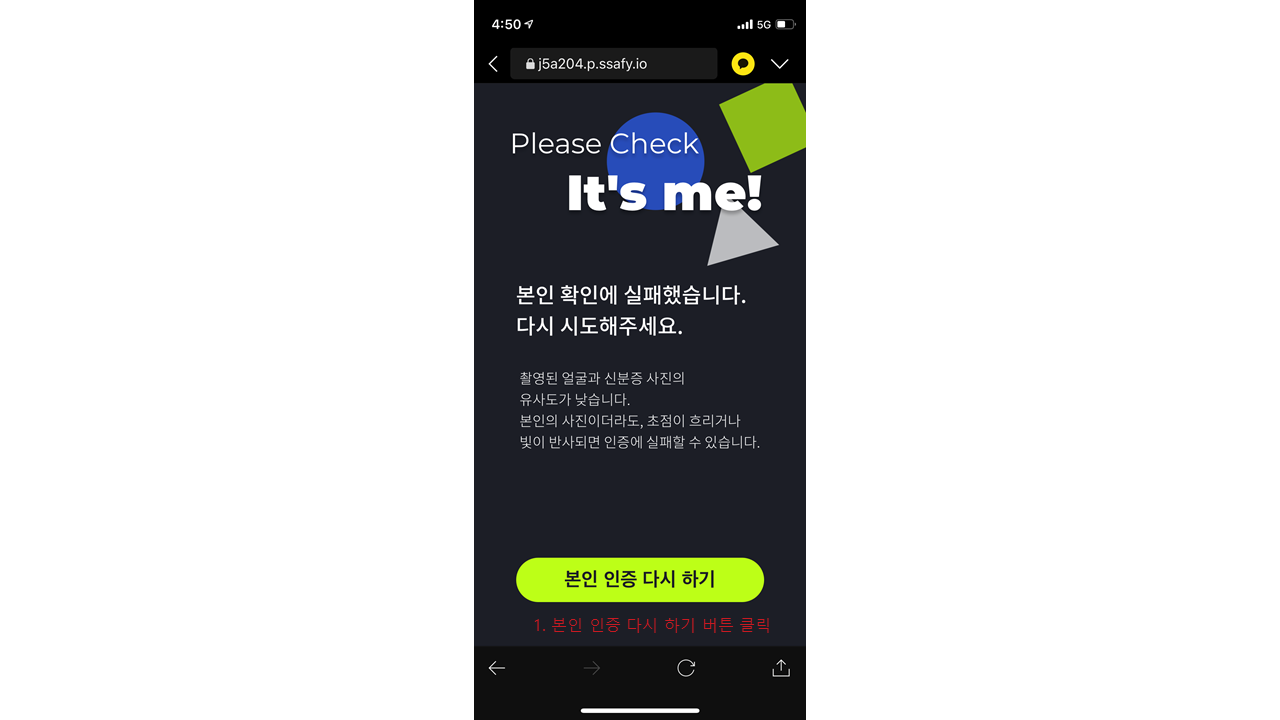 4:50
5G
j5a204.p.ssafy.io
Please Check
It's me!
본인 확인에 실패했습니다.
다시 시도해주세요.
촬영된 얼굴과 신분증 사진의
유사도가 낮습니다.
본인의 사진이더라도, 초점이 흐리거나
빛이 반사되면 인증에 실패할 수 있습니다.
본인 인증 다시 하기
1. 본인 인증 다시 하기 버튼 클릭